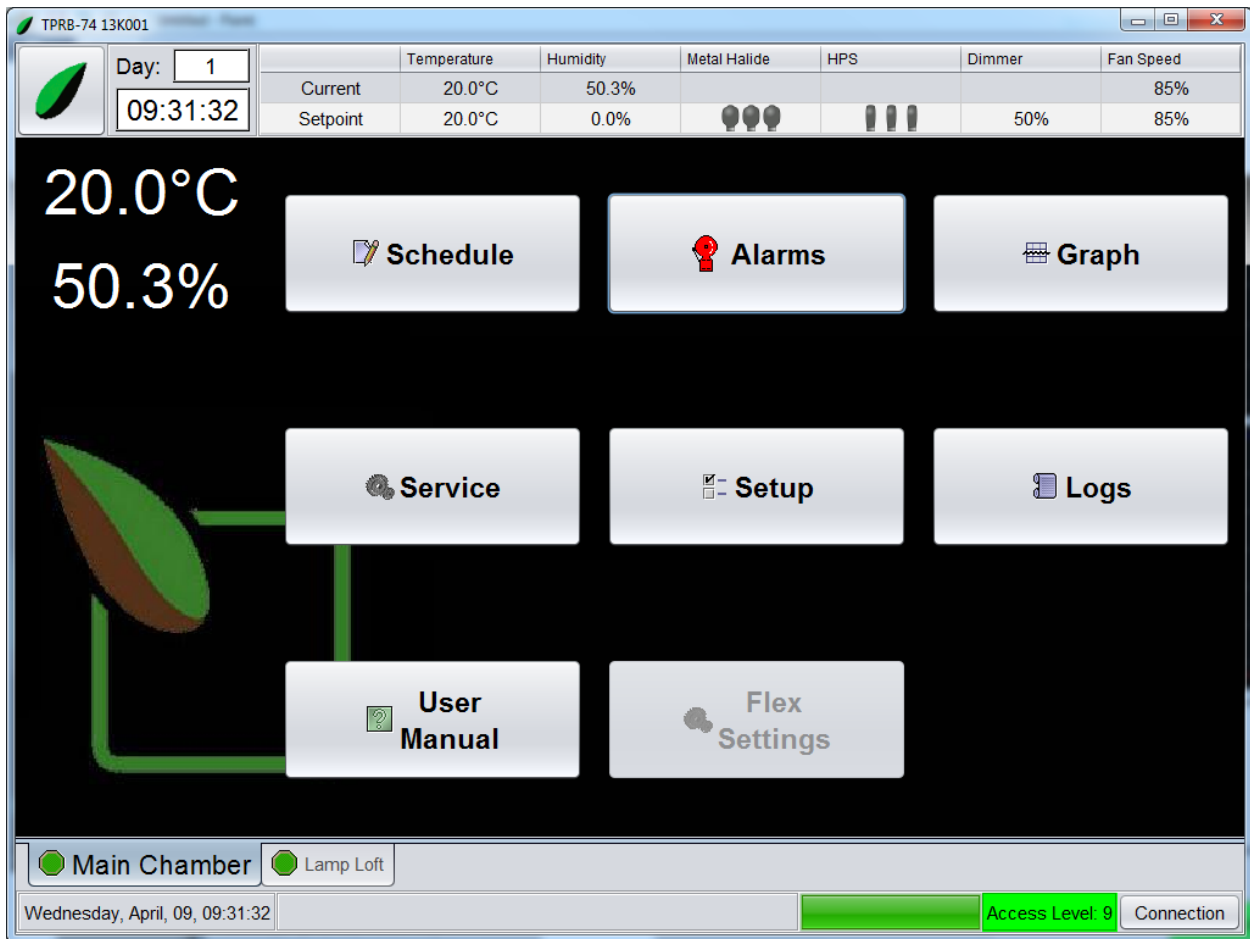 TPRB-74 13K001
Day: 1
09:31:32
Temperature Humidity Metal Halide HPS Dimmer Fan Speed
Current 20.0°C 50.3% 85%
Setpoint 20.0°C 0.0% 50% 85%
20.0°C
50.3%
Schedule
Alarms
Graph
Service
Setup
Logs
User
Manual
Flex
Settings
Main Chamber Lamp Loft
Wednesday, April, 09, 09:31:32 Access Level: 9 Connection